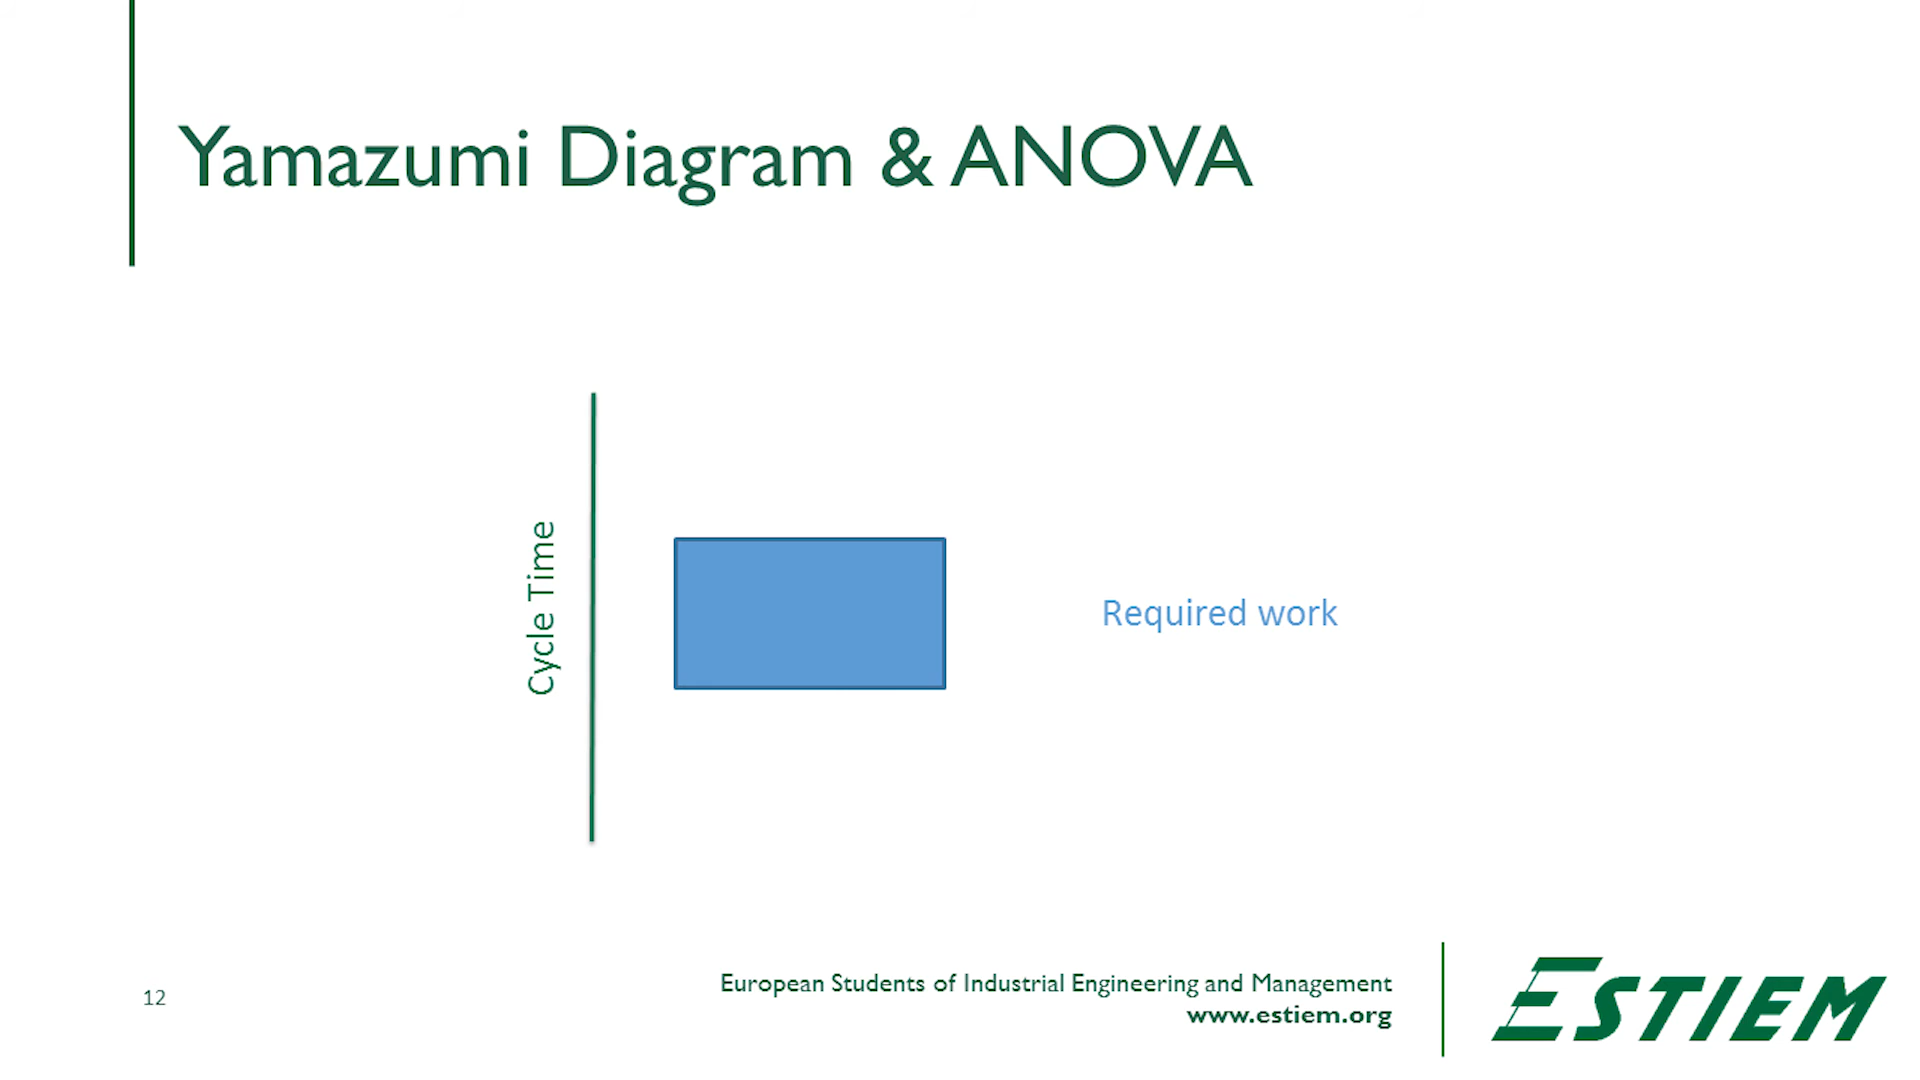 Yamazumi Diagram & ANOVA
Cycle Time
Required work
12
European Students of Industrial Engineering and Management
www.estiem.org
ESTIEM